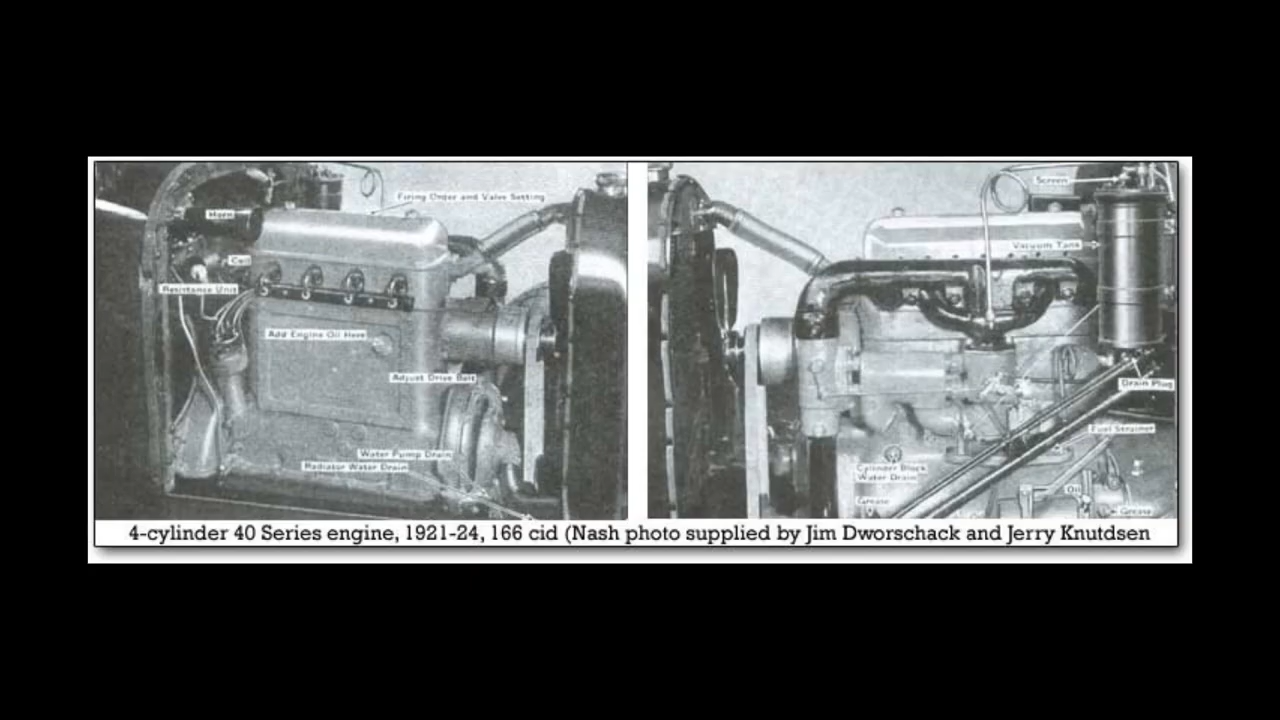 Firing Order and Valve Setting
Horn
Coil
Resistance Unit
Add Engine Oil Here
Adjust Drive Belt
Water Pump Drain
Radiator Water Drain
Screen
Vacuum Tank
Drain Plug
Fuel Strainer
Cylinder Block
Water Drain
Oil
Grease
Grease
4-cylinder 40 Series engine, 1921-24, 166 cid (Nash photo supplied by Jim Dworschack and Jerry Knutdsen